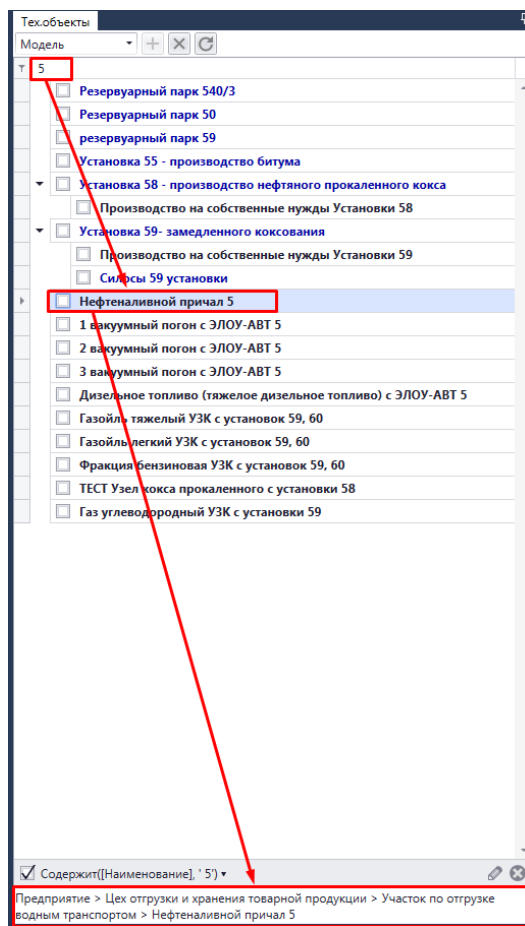 Тех.объекты
Модель
5
Резервуарный парк 540/3
Резервуарный парк 50
резервуарный парк 59
Установка 55 - производство битума
Установка 58 - производство нефтяного прокаленного кокса
Производство на собственные нужды Установки 58
Установка 59- замедленного коксования
Производство на собственные нужды Установки 59
Силосы 59 установки
Нефтеналивной причал 5
1 вакуумный погон с ЭЛОУ-АВТ 5
2 вакуумный погон с ЭЛОУ-АВТ 5
3 вакуумный погон с ЭЛОУ-АВТ 5
Дизельное топливо (тяжелое дизельное топливо) с ЭЛОУ-АВТ 5
Газойль тяжелый УЗК с установок 59, 60
Газойль легкий УЗК с установок 59, 60
Фракция бензиновая УЗК с установок 59, 60
ТЕСТ Узел кокса прокаленного с установки 58
Газ углеводородный УЗК с установки 59
Содержит([Наименование], ' 5')
Предприятие > Цех отгрузки и хранения товарной продукции > Участок по отгрузке
водным транспортом > Нефтеналивной причал 5